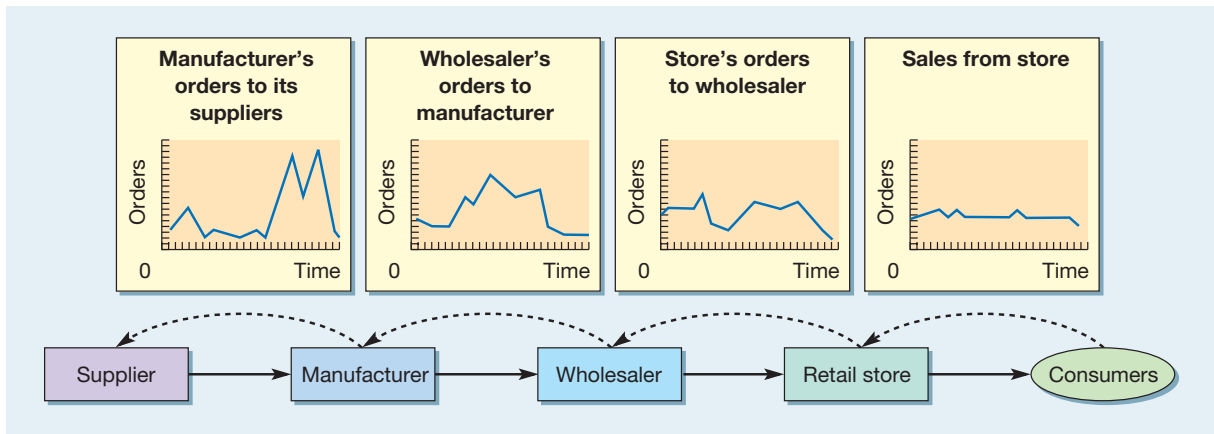 Manufacturer's
orders to its
suppliers
Orders
0
Time
Wholesaler's
orders to
manufacturer
Orders
0
Time
Store's orders
to wholesaler
Orders
0
Time
Sales from store
Orders
0
Time
Supplier
Manufacturer
Wholesaler
Retail store
Consumers